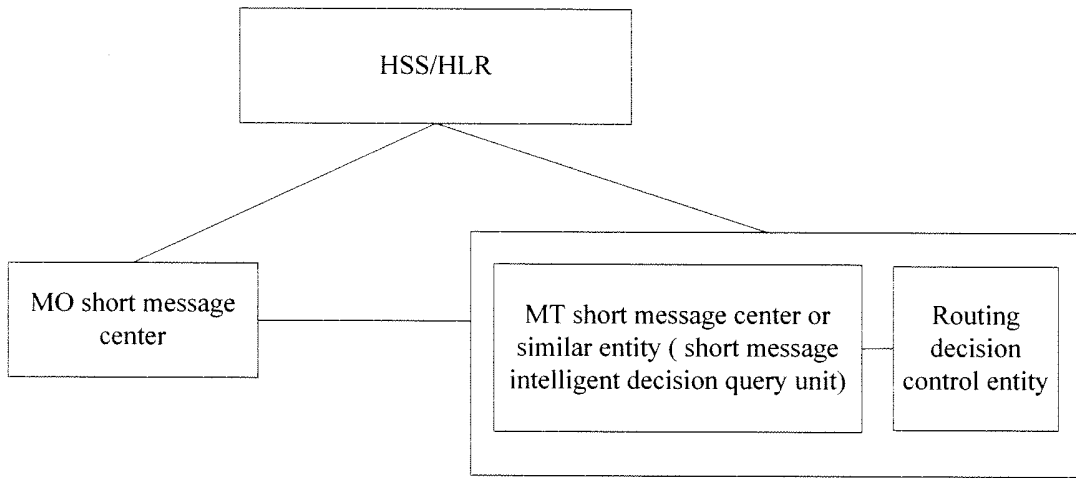 HSS/HLR
MO short message
center
MT short message center or
similar entity ( short message
intelligent decision query unit)
Routing
decision
control entity